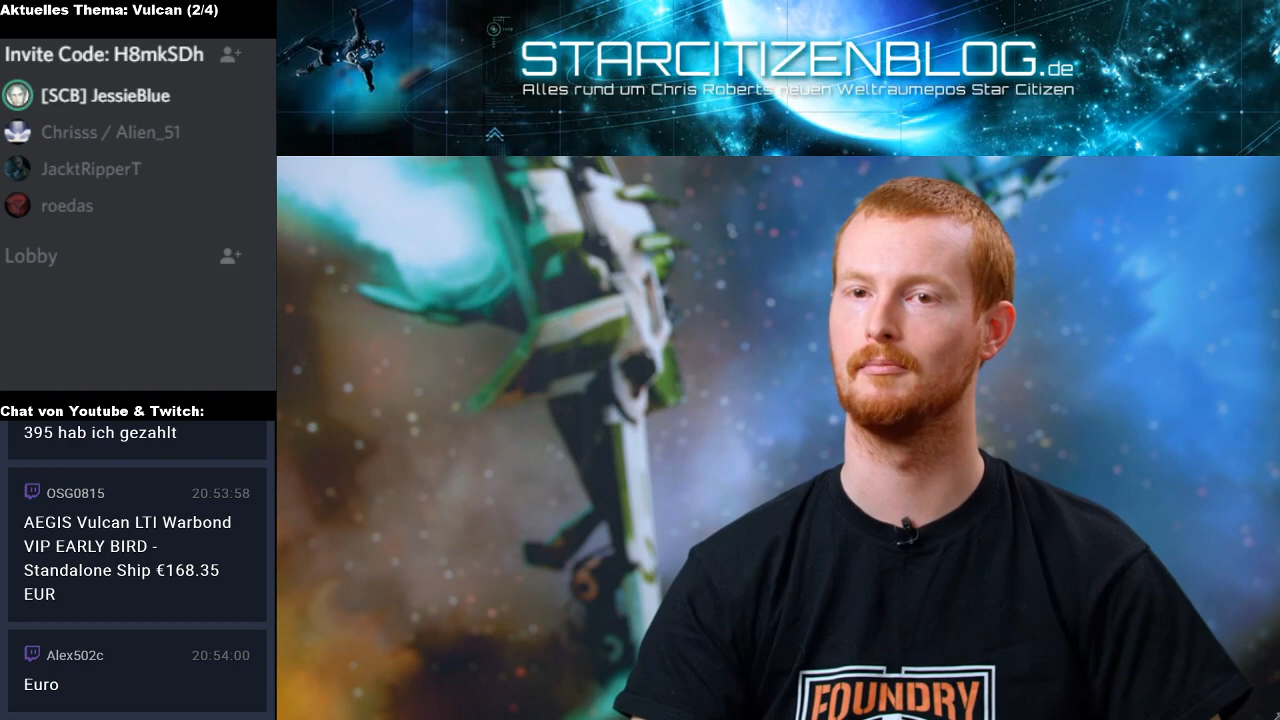 Aktuelles Thema: Vulcan (2/4)
Invite Code: H8mkSDh
[SCB] JessieBlue
Chrisss / Alien_51
JacktRipperT
roedas
Lobby
Chat von Youtube & Twitch:
395 hab ich gezahlt
OSG0815 20:53:58
AEGIS Vulcan LTI Warbond
VIP EARLY BIRD -
Standalone Ship €168.35
EUR
Alex502c 20:54:00
Euro
STARCITIZENBLOG.de
Alles rund um Chris Roberts neuen Weltraumepos Star Citizen
FOUNDRY